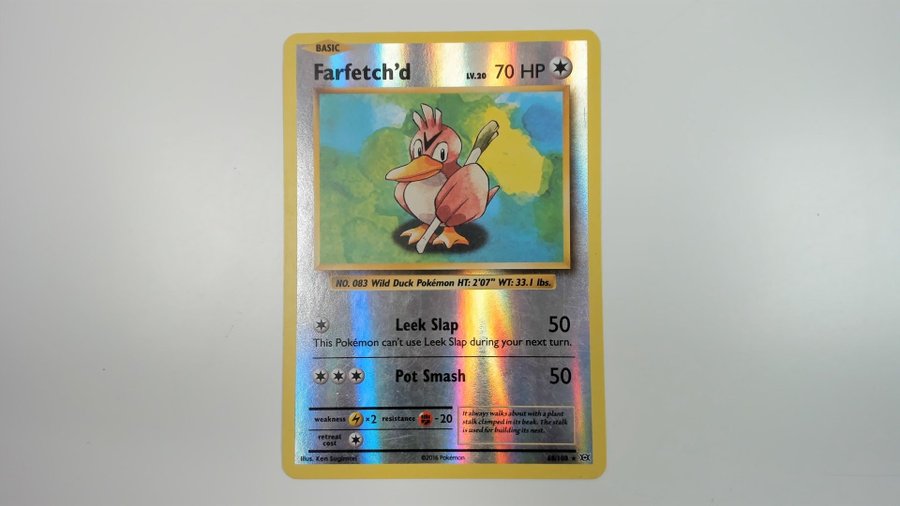 BASIC
Farfetch'd LV.20 70 HP
NO. 083 Wild Duck Pokémon HT: 2'07" WT: 33.1 lbs.
Leek Slap 50
This Pokémon can't use Leek Slap during your next turn.
Pot Smash 50
weakness ×2 resistance -20
retreat
cost
It always walks about with a plant
stalk clamped in its beak. The stalk
is used for building its nest.
Illus. Ken Sugimori ©2016 Pokémon 68/108 ★